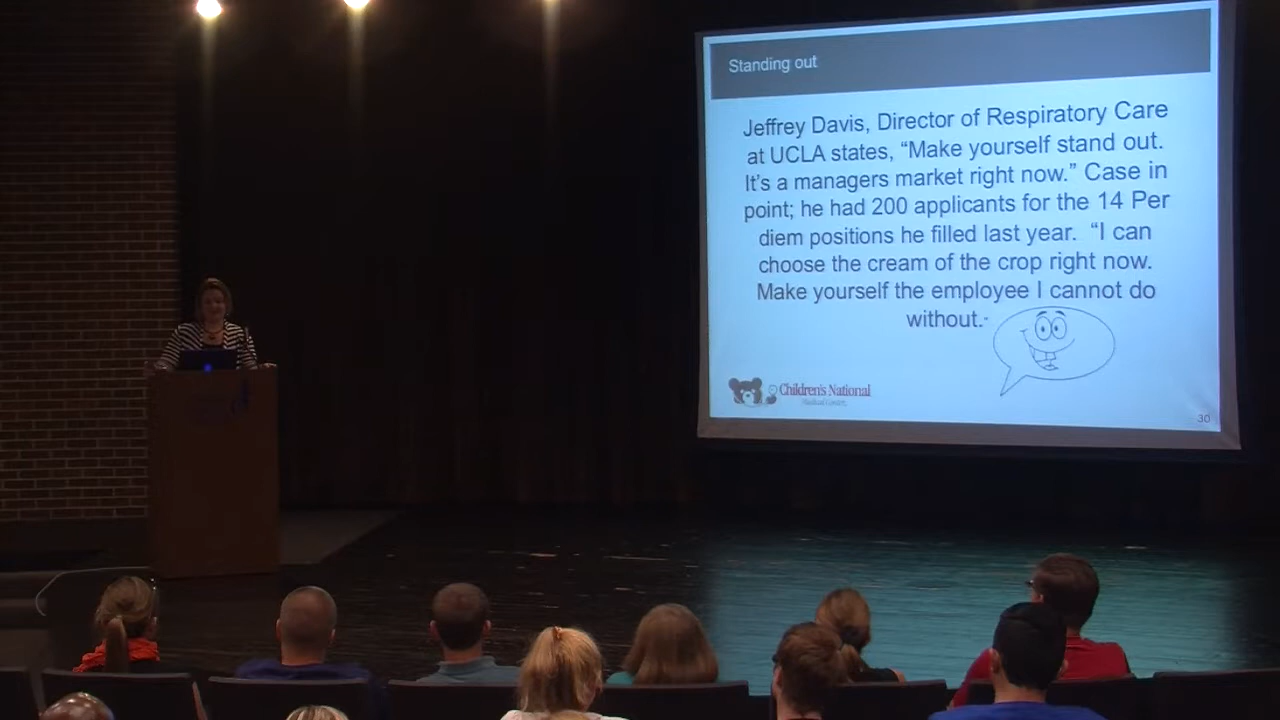 Standing out
Jeffrey Davis, Director of Respiratory Care
at UCLA states, “Make yourself stand out.
It’s a managers market right now.” Case in
point; he had 200 applicants for the 14 Per
diem positions he filled last year.  “I can
choose the cream of the crop right now.
Make yourself the employee I cannot do
without.”
Children's National
Medical Center
30